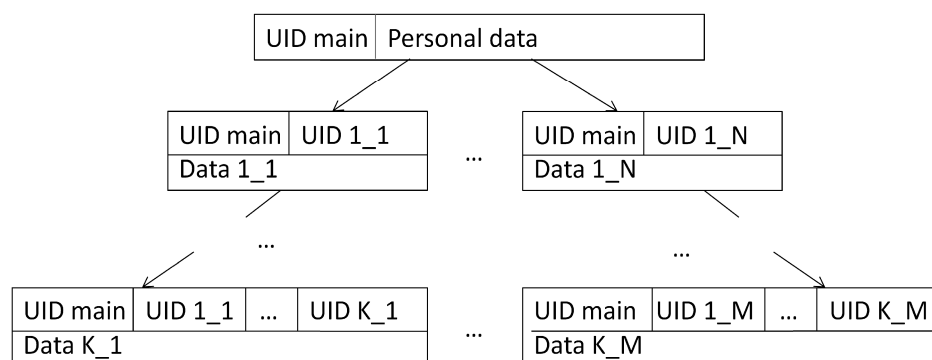 UID main Personal data
UID main UID 1_1 UID main UID 1_N
Data 1_1 ... Data 1_N
... ...
UID main UID 1_1 ... UID K_1 UID main UID 1_M ... UID K_M
Data K_1 ... Data K_M